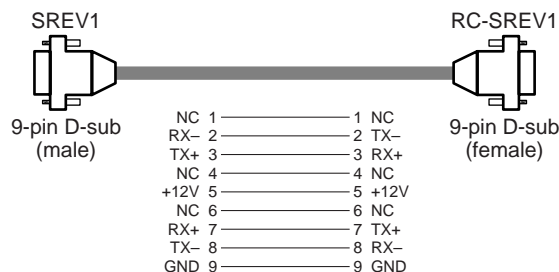 SREV1 RC-SREV1
9-pin D-sub 9-pin D-sub
(male) (female)
NC 1 1 NC
RX– 2 2 TX–
TX+ 3 3 RX+
NC 4 4 NC
+12V 5 5 +12V
NC 6 6 NC
RX+ 7 7 TX+
TX– 8 8 RX–
GND 9 9 GND